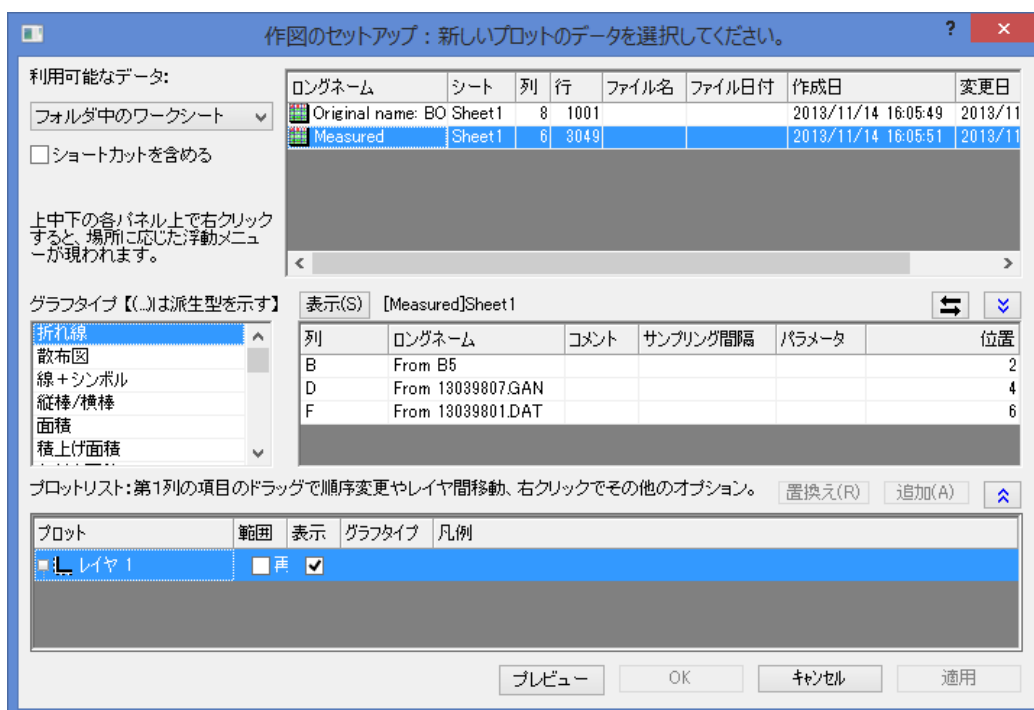 作図のセットアップ：新しいプロットのデータを選択してください。 ? ×
利用可能なデータ:
フォルダ中のワークシート
ショートカットを含める
上中下の各パネル上で右クリック
すると、場所に応じた浮動メニュ
ーが現われます。
ロングネーム シート 列 行 ファイル名 ファイル日付 作成日 変更日
Original name: BO Sheet1 8 1001 2013/11/14 16:05:49 2013/11
Measured Sheet1 6 3049 2013/11/14 16:05:51 2013/11
グラフタイプ【(...)は派生型を示す】 表示(S) [Measured]Sheet1
折れ線
散布図
線+シンボル
縦棒/横棒
面積
積上げ面積
列 ロングネーム コメント サンプリング間隔 パラメータ 位置
B From B5 2
D From 13039807.GAN 4
F From 13039801.DAT 6
プロットリスト:第1列の項目のドラッグで順序変更やレイヤ間移動、右クリックでその他のオプション。 置換え(R) 追加(A)
プロット 範囲 表示 グラフタイプ 凡例
レイヤ 1 再
プレビュー OK キャンセル 適用